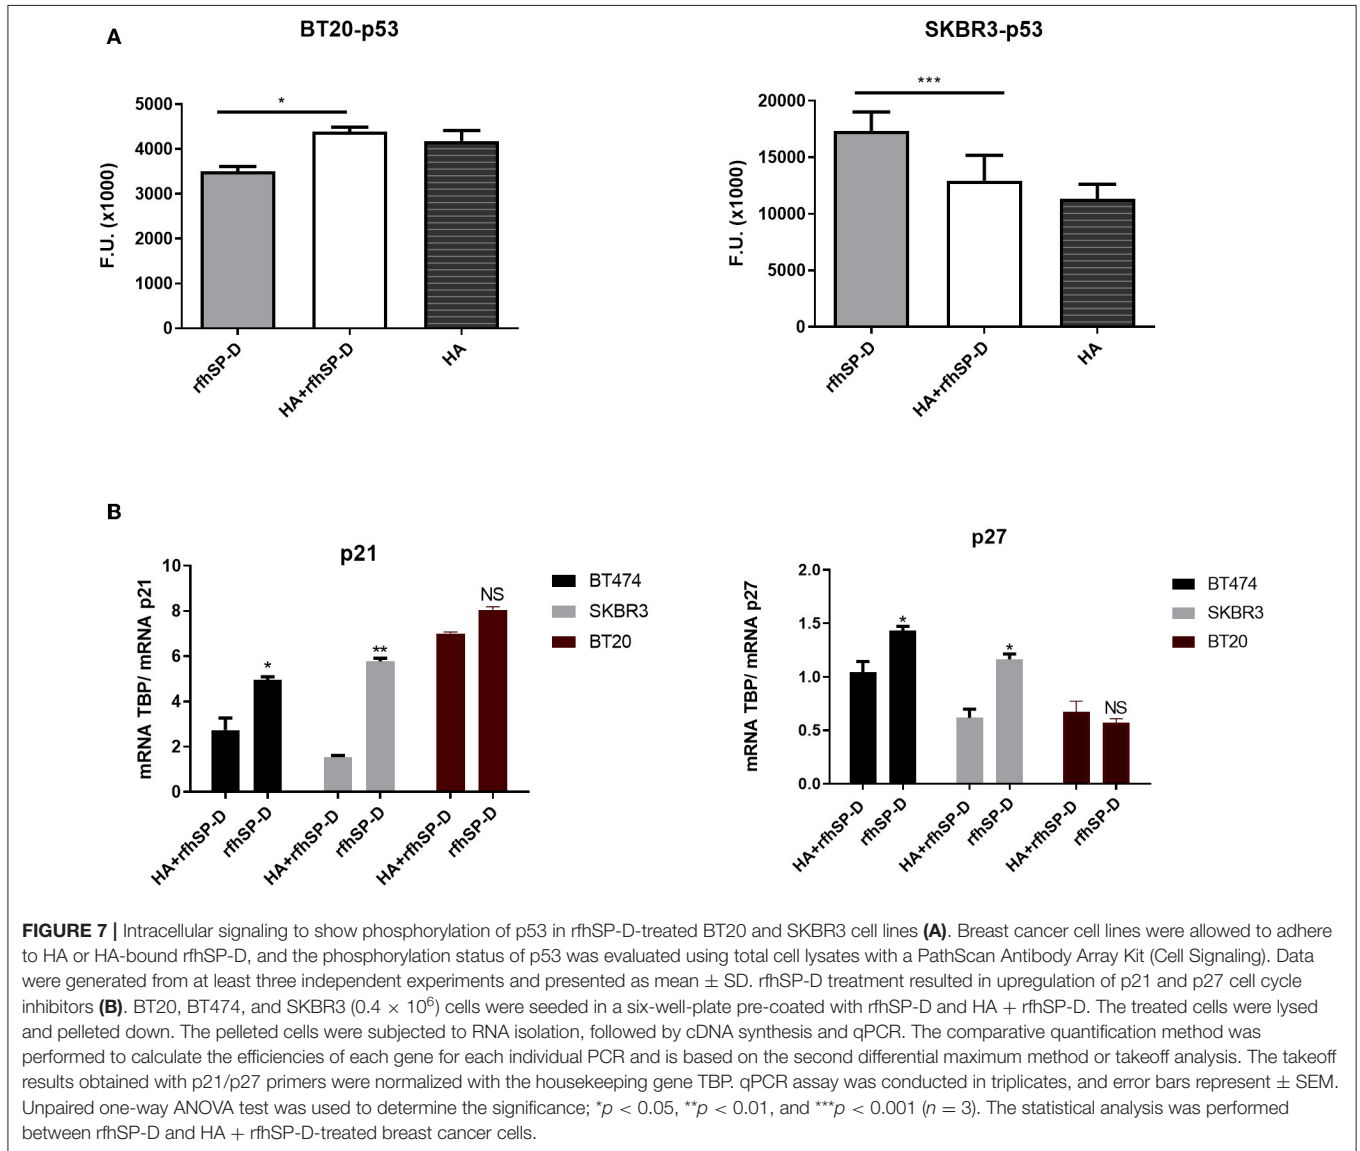 A
BT20-p53
SKBR3-p53
*
***
5000
4000
3000
2000
1000
0
F.U. (x1000)
rfhSP-D
HA+rfhSP-D
HA
20000
15000
10000
5000
0
F.U. (x1000)
rfhSP-D
HA+rfhSP-D
HA
B
p21
10
8
6
4
2
0
mRNA TBP/ mRNA p21
*
**
NS
BT474
SKBR3
BT20
HA+rfhSP-D
rfhSP-D
HA+rfhSP-D
rfhSP-D
HA+rfhSP-D
rfhSP-D
p27
2.0
1.5
1.0
0.5
0.0
mRNA TBP/ mRNA p27
*
*
NS
BT474
SKBR3
BT20
HA+rfhSP-D
rfhSP-D
HA+rfhSP-D
rfhSP-D
HA+rfhSP-D
rfhSP-D
FIGURE 7 | Intracellular signaling to show phosphorylation of p53 in rfhSP-D-treated BT20 and SKBR3 cell lines (A). Breast cancer cell lines were allowed to adhere
to HA or HA-bound rfhSP-D, and the phosphorylation status of p53 was evaluated using total cell lysates with a PathScan Antibody Array Kit (Cell Signaling). Data
were generated from at least three independent experiments and presented as mean ± SD. rfhSP-D treatment resulted in upregulation of p21 and p27 cell cycle
inhibitors (B). BT20, BT474, and SKBR3 (0.4 × 10⁶) cells were seeded in a six-well-plate pre-coated with rfhSP-D and HA + rfhSP-D. The treated cells were lysed
and pelleted down. The pelleted cells were subjected to RNA isolation, followed by cDNA synthesis and qPCR. The comparative quantification method was
performed to calculate the efficiencies of each gene for each individual PCR and is based on the second differential maximum method or takeoff analysis. The takeoff
results obtained with p21/p27 primers were normalized with the housekeeping gene TBP. qPCR assay was conducted in triplicates, and error bars represent ± SEM.
Unpaired one-way ANOVA test was used to determine the significance; *p < 0.05, **p < 0.01, and ***p < 0.001 (n = 3). The statistical analysis was performed
between rfhSP-D and HA + rfhSP-D-treated breast cancer cells.